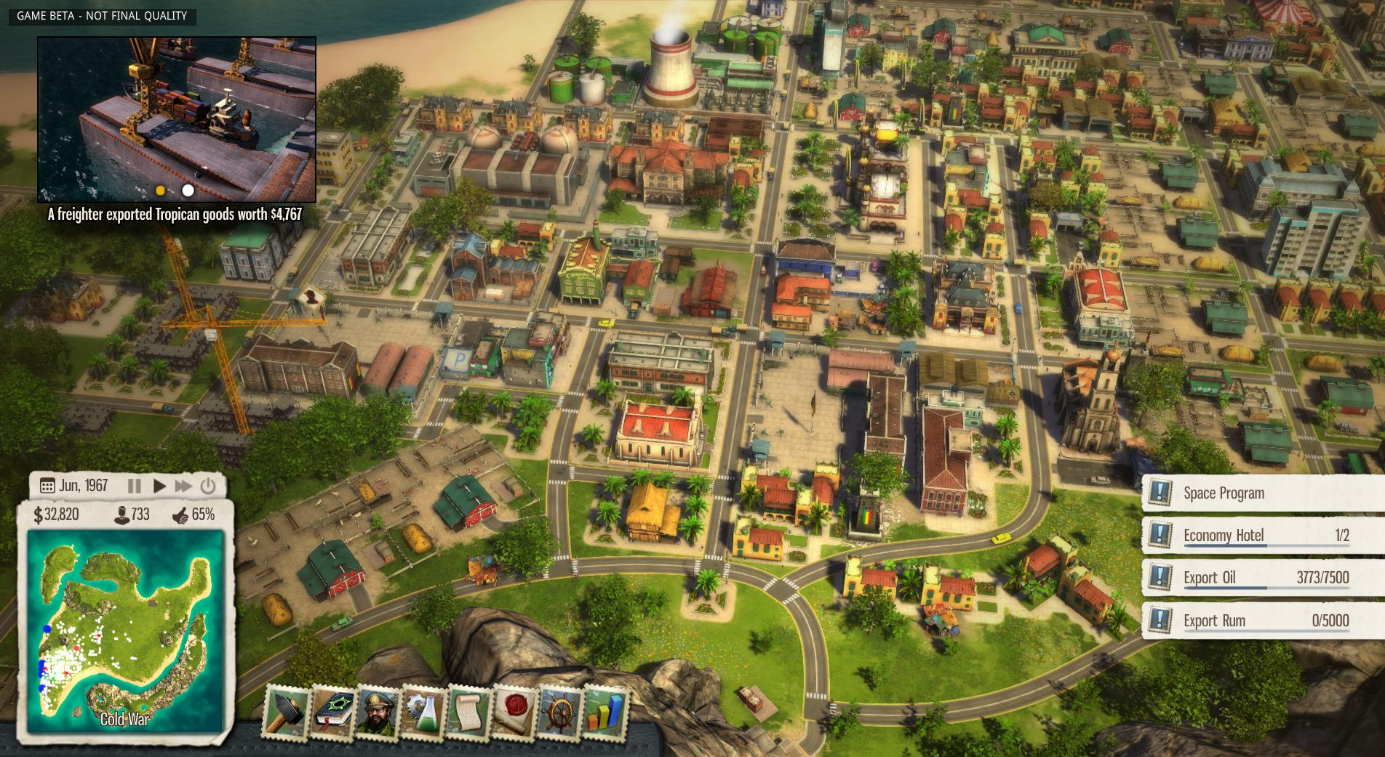 GAME BETA - NOT FINAL QUALITY
A freighter exported Tropican goods worth $4,767
Jun, 1967
$32,820
733
65%
Cold War
Space Program
Economy Hotel 1/2
Export Oil 3773/7500
Export Rum 0/5000
P